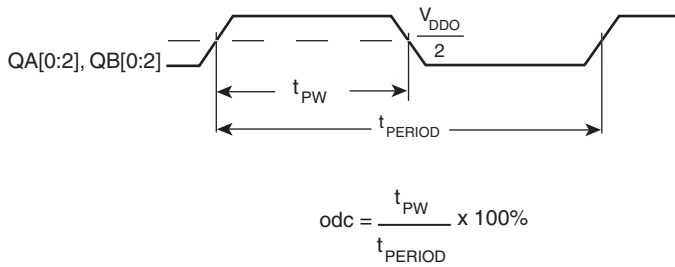 V_DDO
2
QA[0:2], QB[0:2]
t_PW
t_PERIOD
odc = t_PW / t_PERIOD x 100%